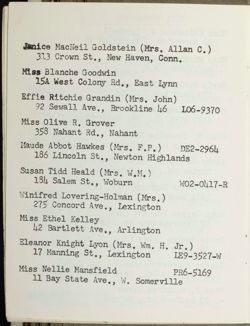 Janice MacNeil Goldstein (Mrs. Allan C.)
313 Crown St., New Haven, Conn.
Miss Blanche Goodwin
15A West Colony Rd., East Lynn
Effie Ritchie Grandin (Mrs. John)
92 Sewall Ave., Brookline 46 LO6-9370
Miss Olive R. Grover
358 Nahant Rd., Nahant
Maude Abbot Hawkes (Mrs. F.P.) DE2-2964
186 Lincoln St., Newton Highlands
Susan Tidd Heald (Mrs. W.M.)
184 Salem St., Woburn WO2-0417-R
Winifred Lovering-Holman (Mrs.)
275 Concord Ave., Lexington
Miss Ethel Kelley
42 Bartlett Ave., Arlington
Eleanor Knight Lyon (Mrs. Wm. H. Jr.)
17 Manning St., Lexington LE9-3527-W
Miss Nellie Mansfield PR6-5169
11 Bay State Ave., W. Somerville